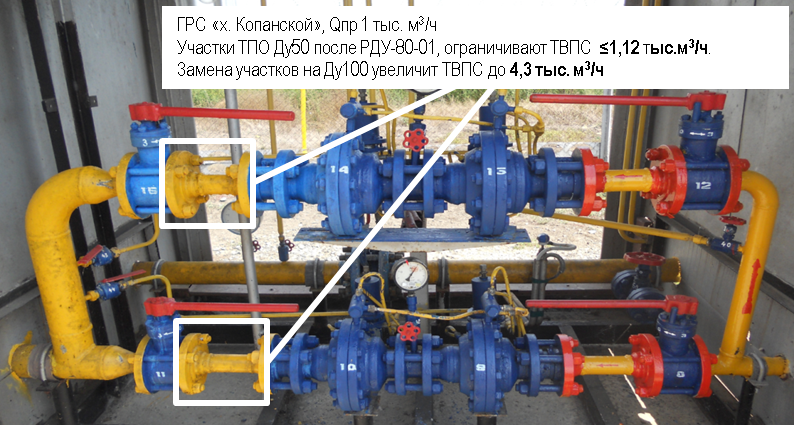 ГРС «х. Копанской», Qпр 1 тыс. м³/ч
Участки ТПО Ду50 после РДУ-80-01, ограничивают ТВПС ≤1,12 тыс.м³/ч.
Замена участков на Ду100 увеличит ТВПС до 4,3 тыс. м³/ч
15
14
13
12
11
10
9
8